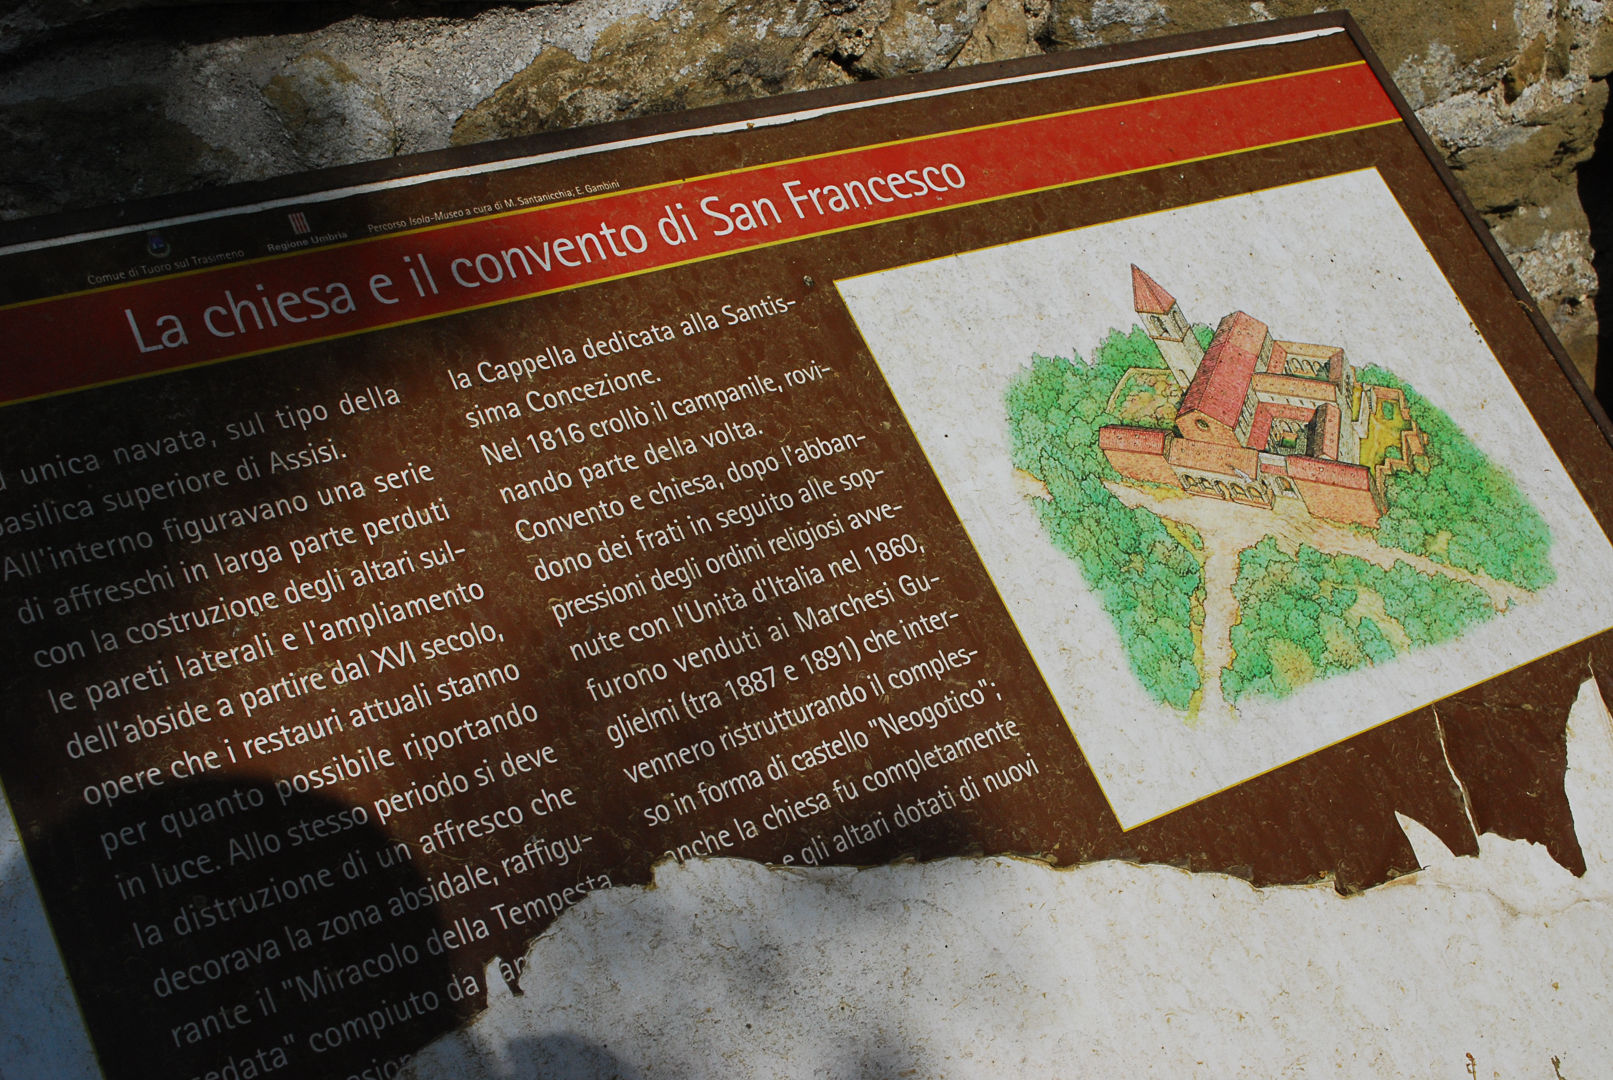 Comue di Tuoro sul Trasimeno
Regione Umbria
Percorso Isola-Museo a cura di M. Santanicchia, E. Gambini
La chiesa e il convento di San Francesco
unica navata, sul tipo della
basilica superiore di Assisi.
All'interno figuravano una serie
di affreschi in larga parte perduti
con la costruzione degli altari sul-
le pareti laterali e l'ampliamento
dell'abside a partire dal XVI secolo,
opere che i restauri attuali stanno
per quanto possibile riportando
in luce. Allo stesso periodo si deve
la distruzione di un affresco che
decorava la zona absidale, raffigu-
rante il "Miracolo della Tempesta
sedata" compiuto da
la Cappella dedicata alla Santis-
sima Concezione.
Nel 1816 crollò il campanile, rovi-
nando parte della volta.
Convento e chiesa, dopo l'abban-
dono dei frati in seguito alle sop-
pressioni degli ordini religiosi avve-
nute con l'Unità d'Italia nel 1860,
furono venduti ai Marchesi Gu-
glielmi (tra 1887 e 1891) che inter-
vennero ristrutturando il comples-
so in forma di castello "Neogotico";
anche la chiesa fu completamente
e gli altari dotati di nuovi